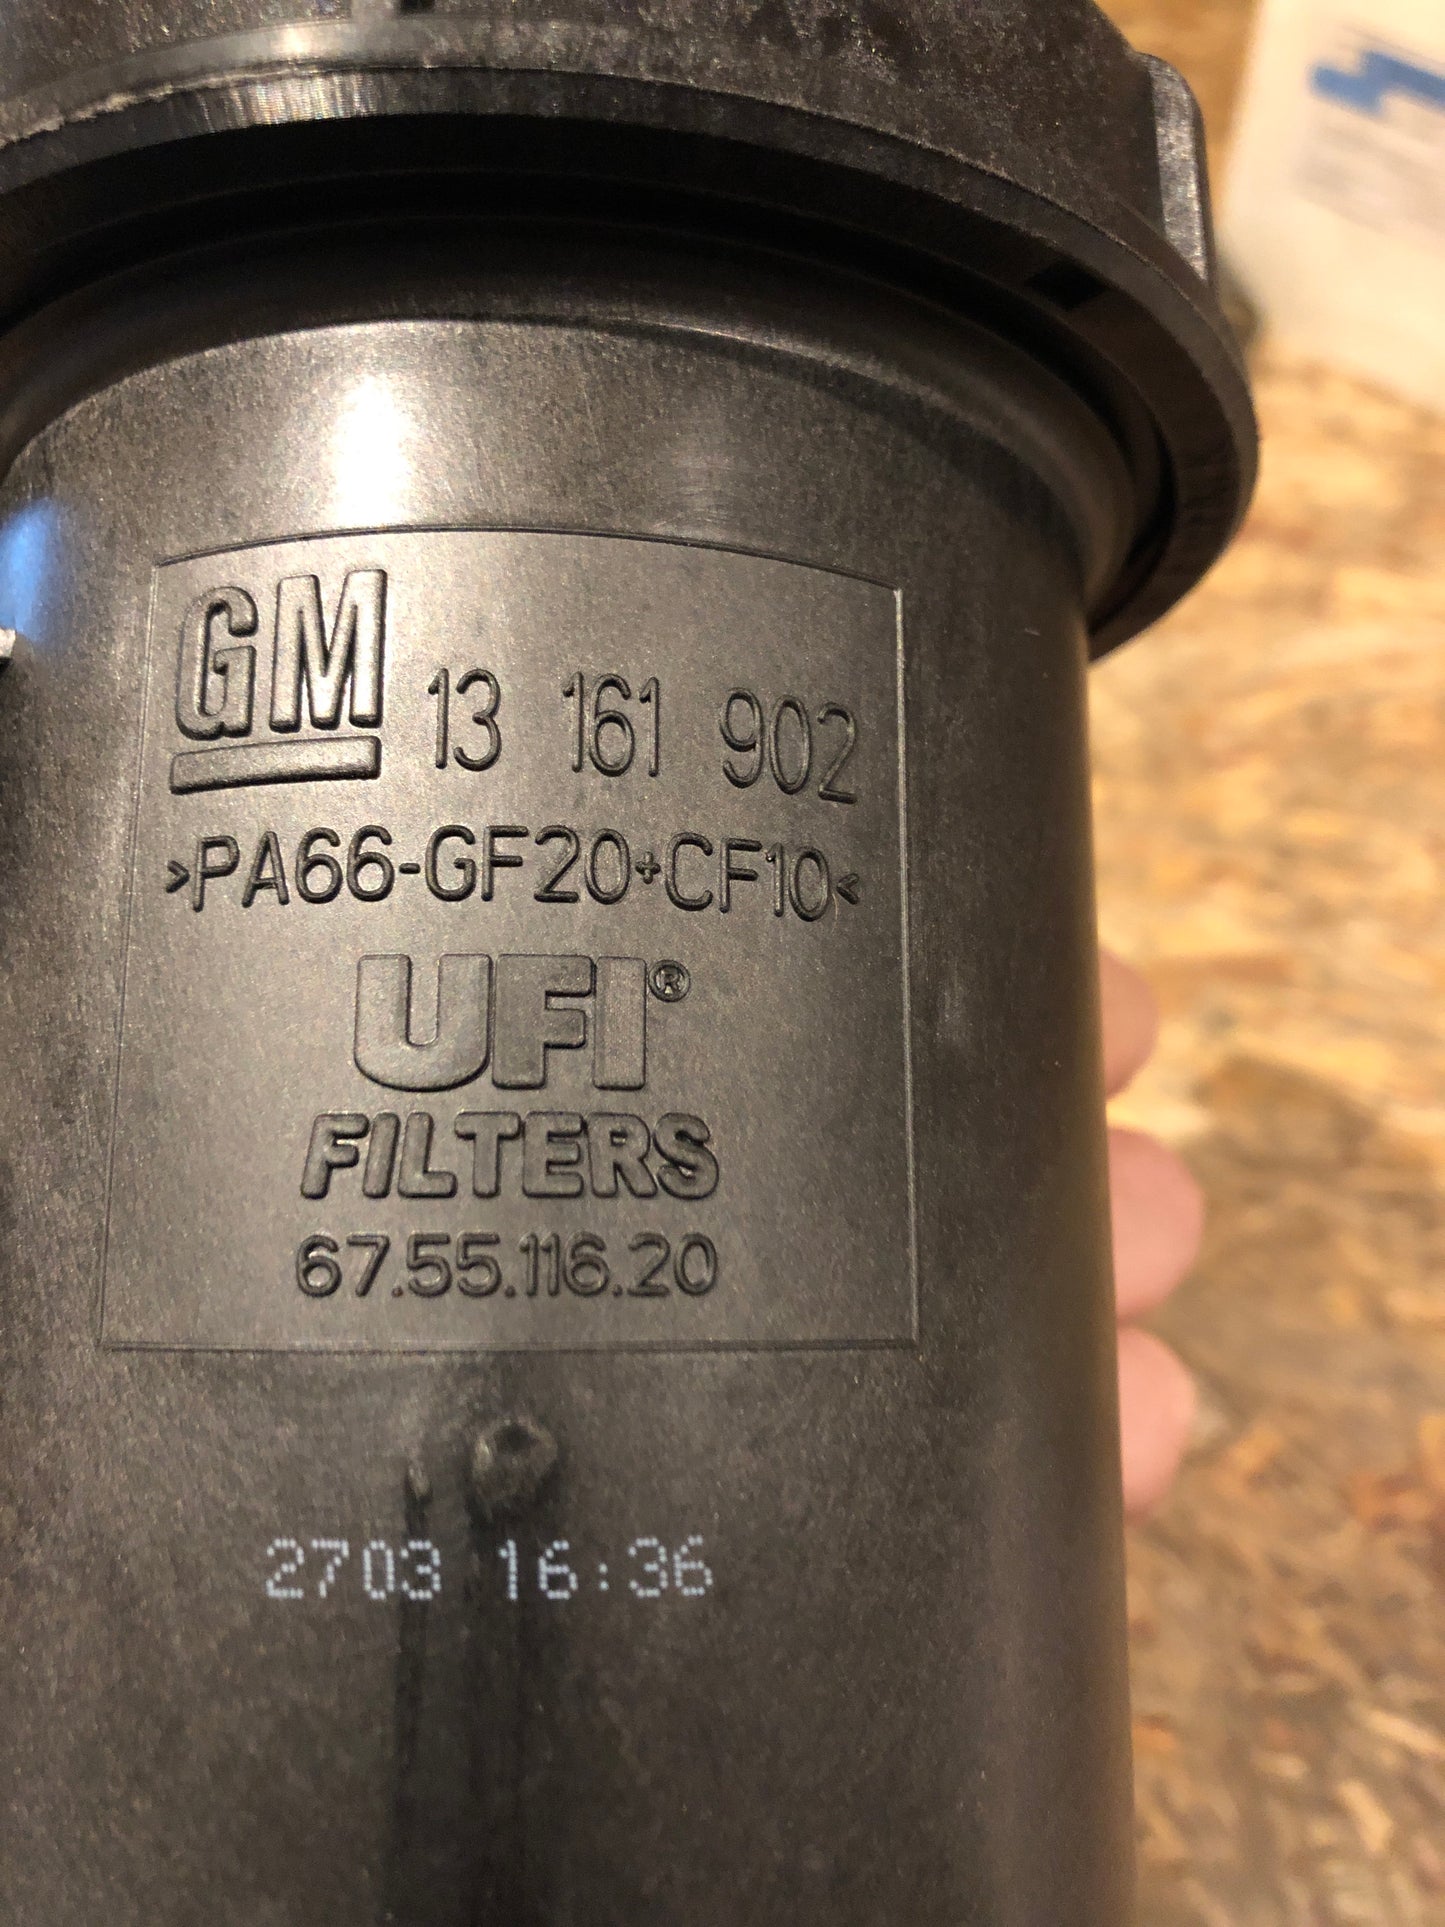 GM 13 161 902
>PA66-GF20+CF10<
UFI®
FILTERS
67.55.116.20
2703 16:36